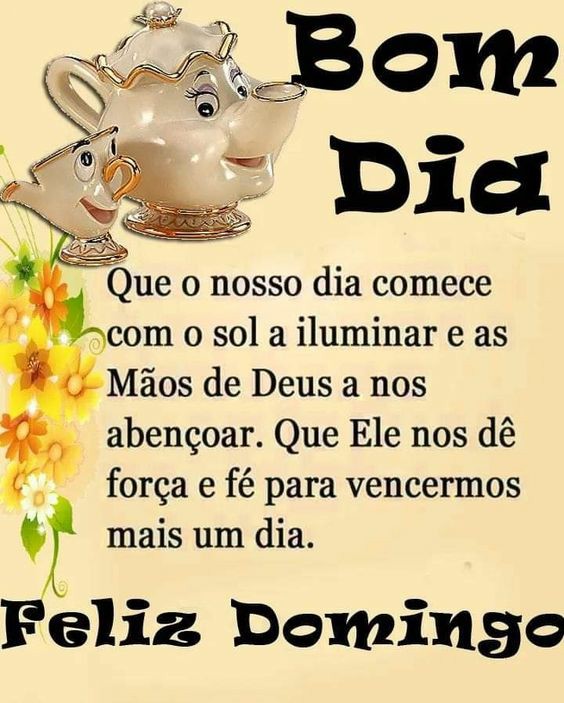 Bom
Dia
Que o nosso dia comece
com o sol a iluminar e as
Mãos de Deus a nos
abençoar. Que Ele nos dê
força e fé para vencermos
mais um dia.
Feliz Domingo